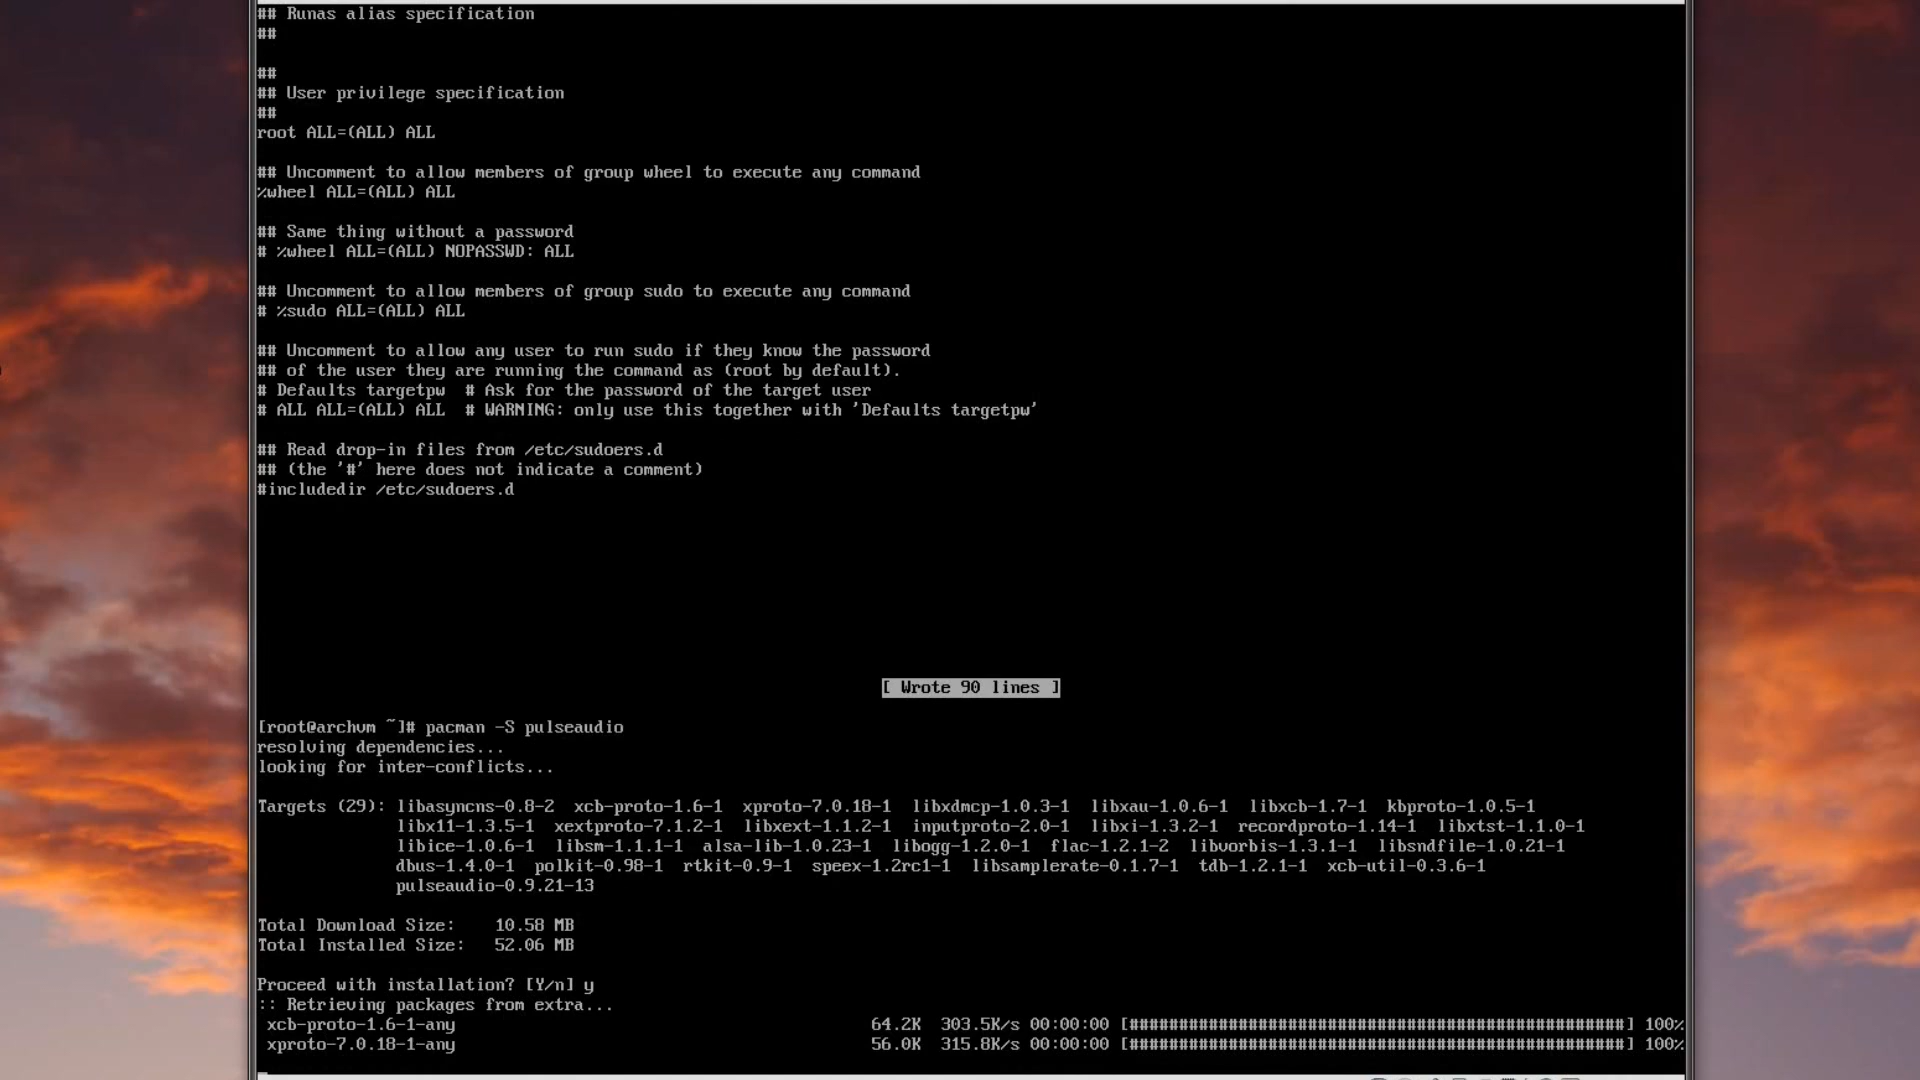 ## Runas alias specification
##
##
## User privilege specification
##
root ALL=(ALL) ALL
## Uncomment to allow members of group wheel to execute any command
%wheel ALL=(ALL) ALL
## Same thing without a password
# %wheel ALL=(ALL) NOPASSWD: ALL
## Uncomment to allow members of group sudo to execute any command
# %sudo ALL=(ALL) ALL
## Uncomment to allow any user to run sudo if they know the password
## of the user they are running the command as (root by default).
# Defaults targetpw  # Ask for the password of the target user
# ALL ALL=(ALL) ALL  # WARNING: only use this together with 'Defaults targetpw'
## Read drop-in files from /etc/sudoers.d
## (the '#' here does not indicate a comment)
#includedir /etc/sudoers.d
[ Wrote 90 lines ]
[root@archvm ~]# pacman -S pulseaudio
resolving dependencies...
looking for inter-conflicts...
Targets (29): libasyncns-0.8-2  xcb-proto-1.6-1  xproto-7.0.18-1  libxdmcp-1.0.3-1  libxau-1.0.6-1  libxcb-1.7-1  kbproto-1.0.5-1
libx11-1.3.5-1  xextproto-7.1.2-1  libxext-1.1.2-1  inputproto-2.0-1  libxi-1.3.2-1  recordproto-1.14-1  libxtst-1.1.0-1
libice-1.0.6-1  libsm-1.1.1-1  alsa-lib-1.0.23-1  libogg-1.2.0-1  flac-1.2.1-2  libvorbis-1.3.1-1  libsndfile-1.0.21-1
dbus-1.4.0-1  polkit-0.98-1  rtkit-0.9-1  speex-1.2rc1-1  libsamplerate-0.1.7-1  tdb-1.2.1-1  xcb-util-0.3.6-1
pulseaudio-0.9.21-13
Total Download Size:    10.58 MB
Total Installed Size:   52.06 MB
Proceed with installation? [Y/n] y
:: Retrieving packages from extra...
xcb-proto-1.6-1-any 64.2K  303.5K/s 00:00:00 [##################################################] 100%
xproto-7.0.18-1-any 56.0K  315.8K/s 00:00:00 [##################################################] 100%